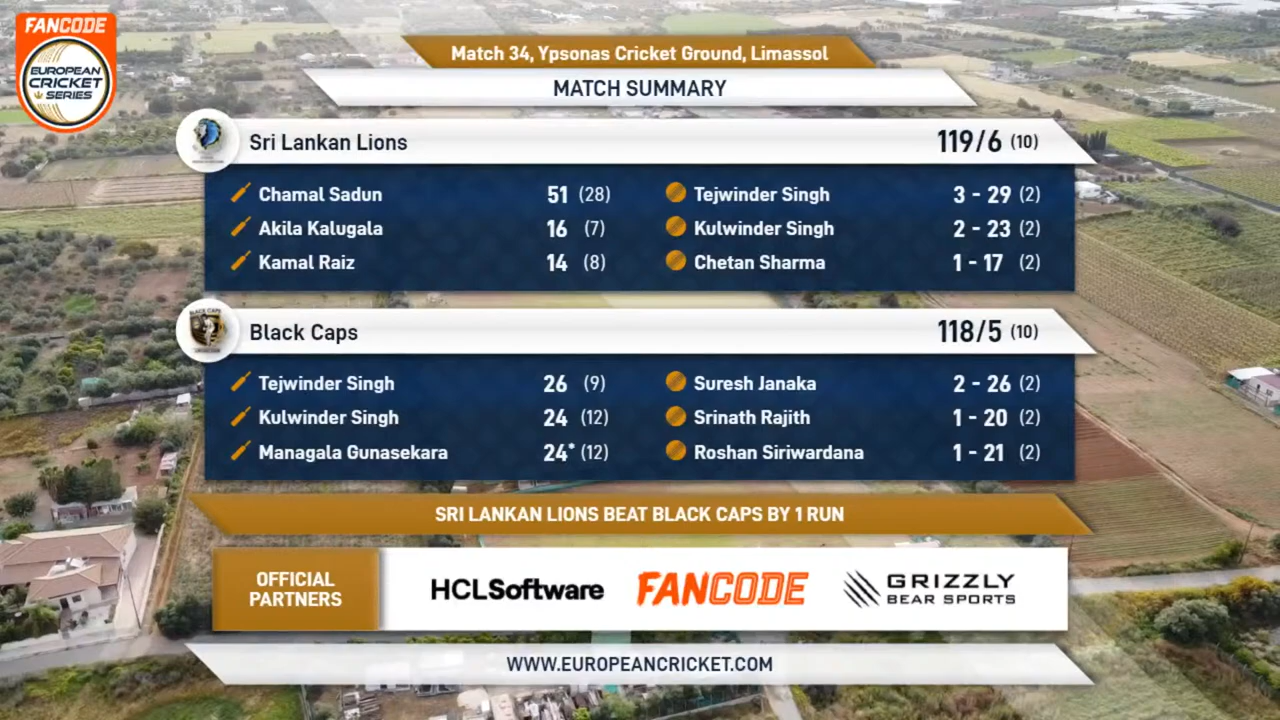 FANCODE
EUROPEAN
CRICKET
SERIES
Match 34, Ypsonas Cricket Ground, Limassol
MATCH SUMMARY
Sri Lankan Lions 119/6 (10)
Chamal Sadun 51 (28) Tejwinder Singh 3 - 29 (2)
Akila Kalugala 16 (7) Kulwinder Singh 2 - 23 (2)
Kamal Raiz 14 (8) Chetan Sharma 1 - 17 (2)
BLACK CAPS
Black Caps 118/5 (10)
Tejwinder Singh 26 (9) Suresh Janaka 2 - 26 (2)
Kulwinder Singh 24 (12) Srinath Rajith 1 - 20 (2)
Managala Gunasekara 24* (12) Roshan Siriwardana 1 - 21 (2)
SRI LANKAN LIONS BEAT BLACK CAPS BY 1 RUN
OFFICIAL
PARTNERS
HCLSoftware
FANCODE
GRIZZLY
BEAR SPORTS
WWW.EUROPEANCRICKET.COM